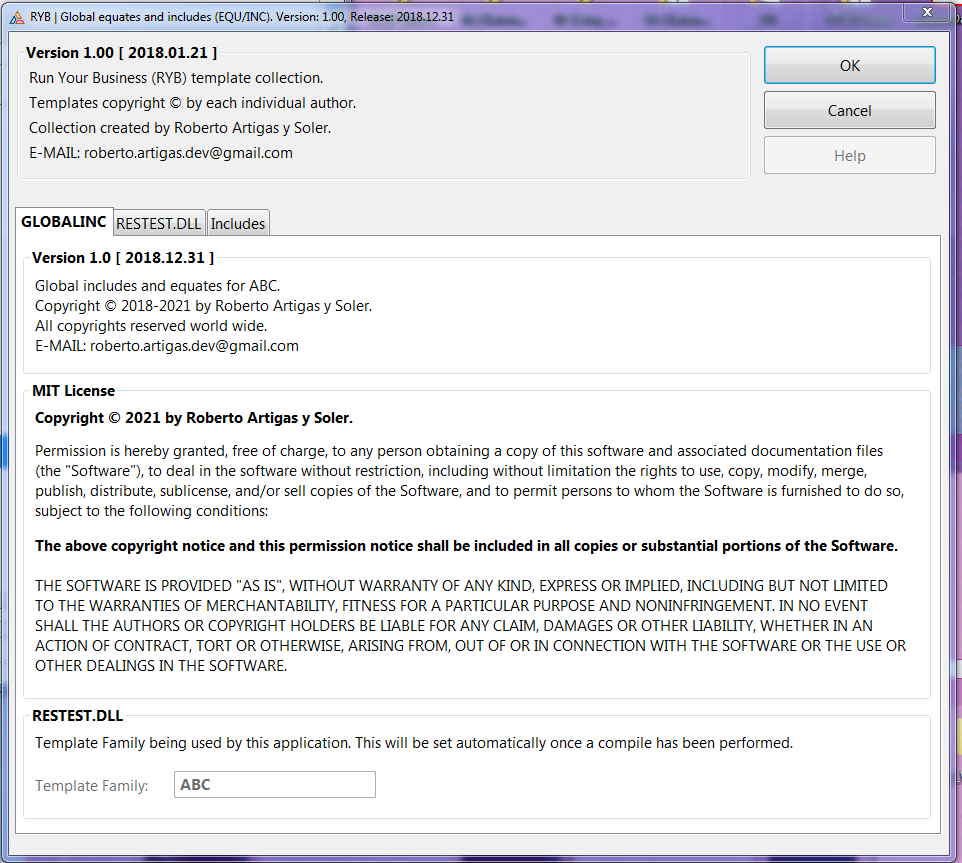 RYB | Global equates and includes (EQU/INC). Version: 1.00, Release: 2018.12.31
Version 1.00 [ 2018.01.21 ]
Run Your Business (RYB) template collection.
Templates copyright © by each individual author.
Collection created by Roberto Artigas y Soler.
E-MAIL: roberto.artigas.dev@gmail.com
OK
Cancel
Help
GLOBALINC RESTEST.DLL Includes
Version 1.0 [ 2018.12.31 ]
Global includes and equates for ABC.
Copyright © 2018-2021 by Roberto Artigas y Soler.
All copyrights reserved world wide.
E-MAIL: roberto.artigas.dev@gmail.com
MIT License
Copyright © 2021 by Roberto Artigas y Soler.
Permission is hereby granted, free of charge, to any person obtaining a copy of this software and associated documentation files
(the "Software"), to deal in the software without restriction, including without limitation the rights to use, copy, modify, merge,
publish, distribute, sublicense, and/or sell copies of the Software, and to permit persons to whom the Software is furnished to do so,
subject to the following conditions:
The above copyright notice and this permission notice shall be included in all copies or substantial portions of the Software.
THE SOFTWARE IS PROVIDED "AS IS", WITHOUT WARRANTY OF ANY KIND, EXPRESS OR IMPLIED, INCLUDING BUT NOT LIMITED
TO THE WARRANTIES OF MERCHANTABILITY, FITNESS FOR A PARTICULAR PURPOSE AND NONINFRINGEMENT. IN NO EVENT
SHALL THE AUTHORS OR COPYRIGHT HOLDERS BE LIABLE FOR ANY CLAIM, DAMAGES OR OTHER LIABILITY, WHETHER IN AN
ACTION OF CONTRACT, TORT OR OTHERWISE, ARISING FROM, OUT OF OR IN CONNECTION WITH THE SOFTWARE OR THE USE OR
OTHER DEALINGS IN THE SOFTWARE.
RESTEST.DLL
Template Family being used by this application. This will be set automatically once a compile has been performed.
Template Family: ABC